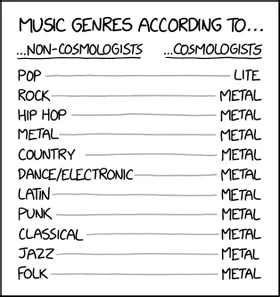 MUSIC GENRES ACCORDING TO...
...NON-COSMOLOGISTS ...COSMOLOGISTS
POP LITE
ROCK METAL
HIP HOP METAL
METAL METAL
COUNTRY METAL
DANCE/ELECTRONIC METAL
LATIN METAL
PUNK METAL
CLASSICAL METAL
JAZZ METAL
FOLK METAL